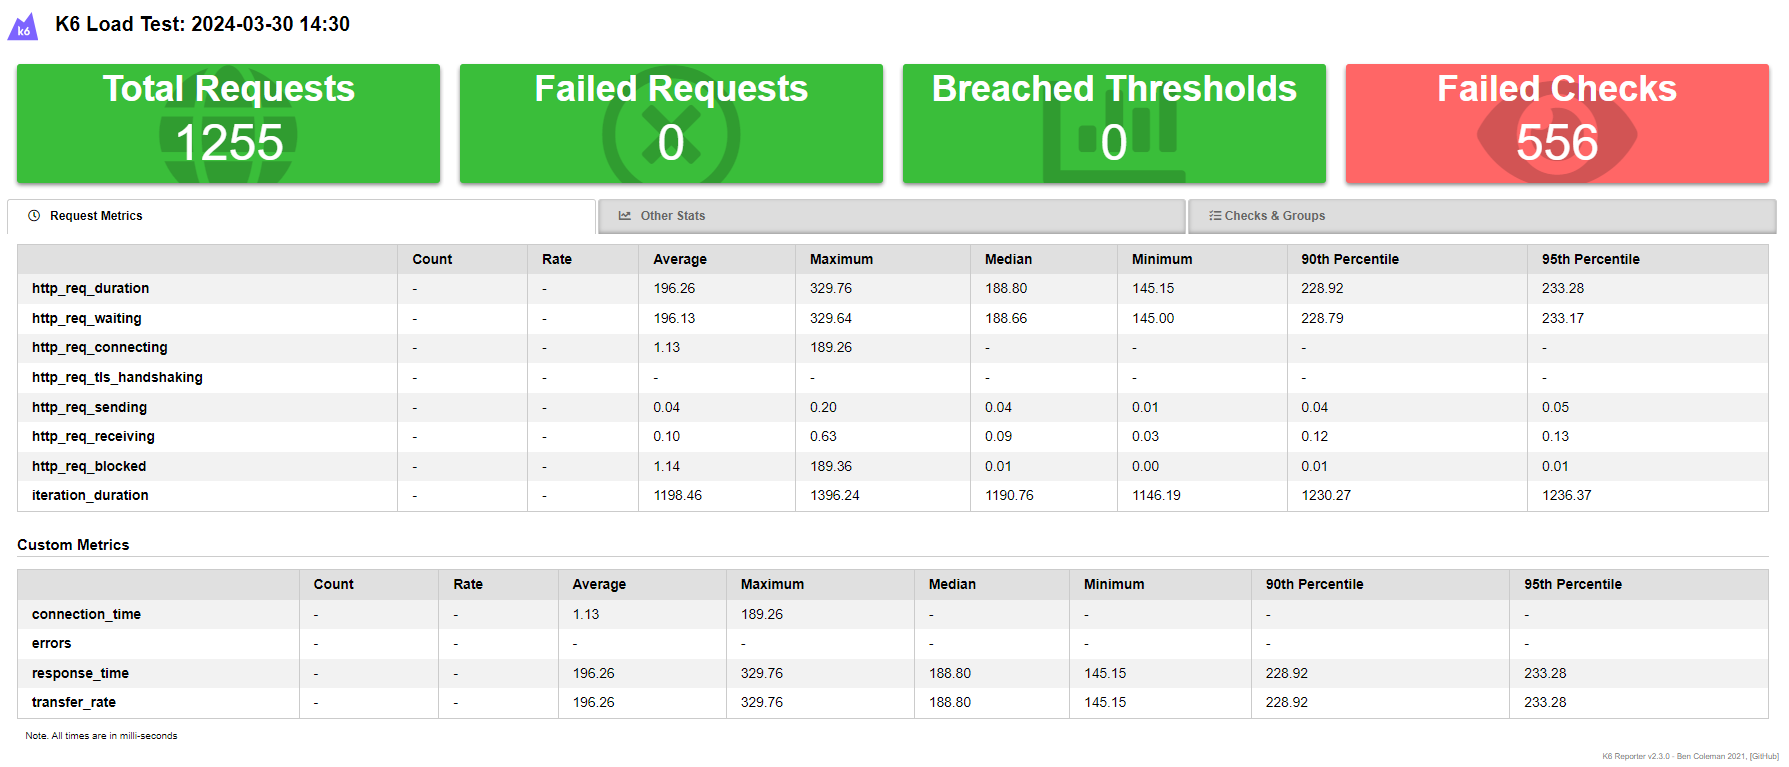 k6 K6 Load Test: 2024-03-30 14:30
Total Requests Failed Requests Breached Thresholds Failed Checks
1255 0 0 556
Request Metrics Other Stats Checks & Groups
Count Rate Average Maximum Median Minimum 90th Percentile 95th Percentile
http_req_duration - - 196.26 329.76 188.80 145.15 228.92 233.28
http_req_waiting - - 196.13 329.64 188.66 145.00 228.79 233.17
http_req_connecting - - 1.13 189.26 - - - -
http_req_tls_handshaking - - - - - - - -
http_req_sending - - 0.04 0.20 0.04 0.01 0.04 0.05
http_req_receiving - - 0.10 0.63 0.09 0.03 0.12 0.13
http_req_blocked - - 1.14 189.36 0.01 0.00 0.01 0.01
iteration_duration - - 1198.46 1396.24 1190.76 1146.19 1230.27 1236.37
Custom Metrics
Count Rate Average Maximum Median Minimum 90th Percentile 95th Percentile
connection_time - - 1.13 189.26 - - - -
errors - - - - - - - -
response_time - - 196.26 329.76 188.80 145.15 228.92 233.28
transfer_rate - - 196.26 329.76 188.80 145.15 228.92 233.28
Note. All times are in milli-seconds
K6 Reporter v2.3.0 - Ben Coleman 2021, [GitHub]